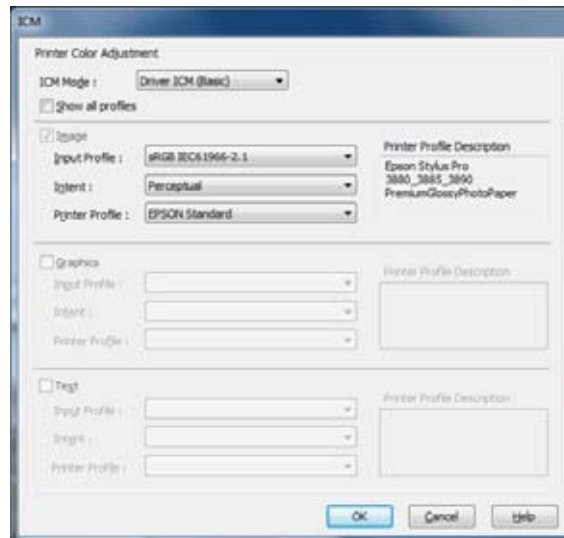 ICM
Printer Color Adjustment
ICM Mode : Driver ICM (Basic)
Show all profiles
Image
Input Profile : sRGB IEC61966-2.1
Intent : Perceptual
Printer Profile : EPSON Standard
Printer Profile Description
Epson Stylus Pro
3880_3885_3890
PremiumGlossyPhotoPaper
Graphics
Input Profile :
Intent :
Printer Profile :
Printer Profile Description
Text
Input Profile :
Intent :
Printer Profile :
Printer Profile Description
OK Cancel Help